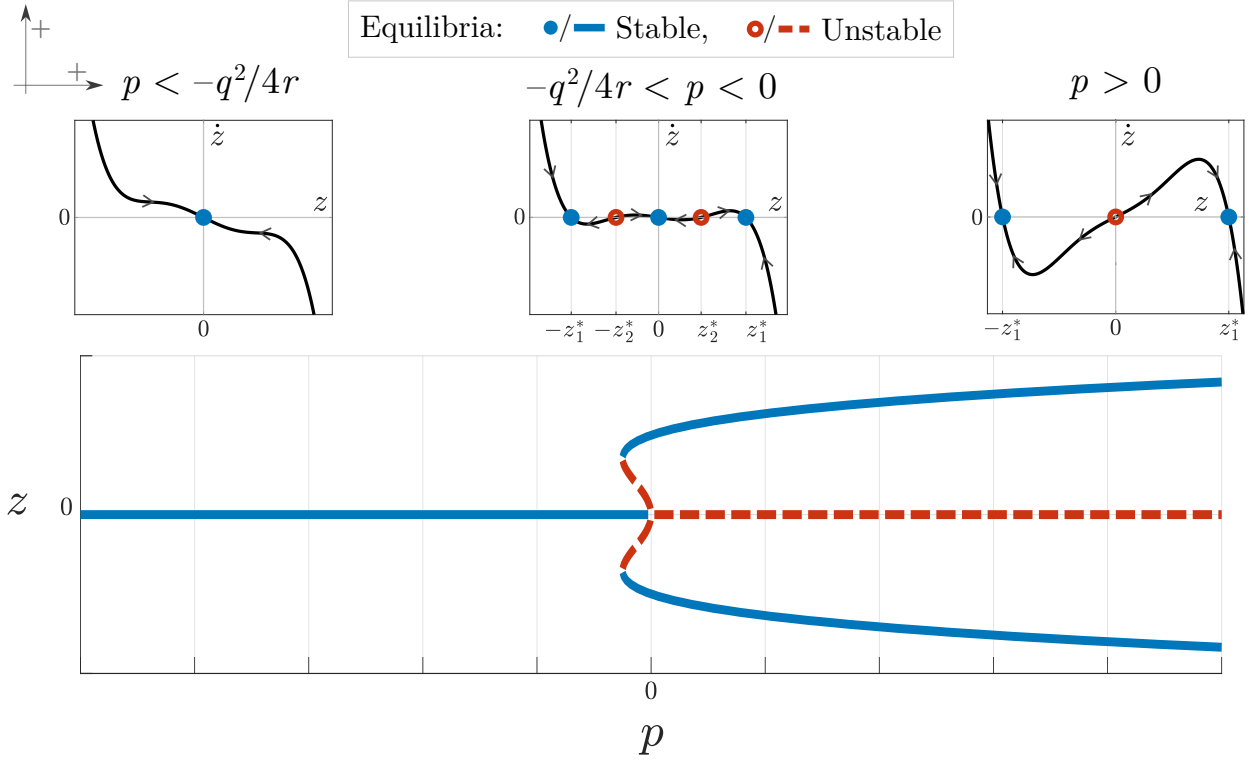 Equilibria: ●/━ Stable, ○/╍ Unstable
+
+
p < −q²/4r
−q²/4r < p < 0
p > 0
ż
z
0
0
ż
0
−z₁* −z₂* 0 z₂* z₁*
ż
z
0
−z₁* 0 z₁*
z
0
0
p